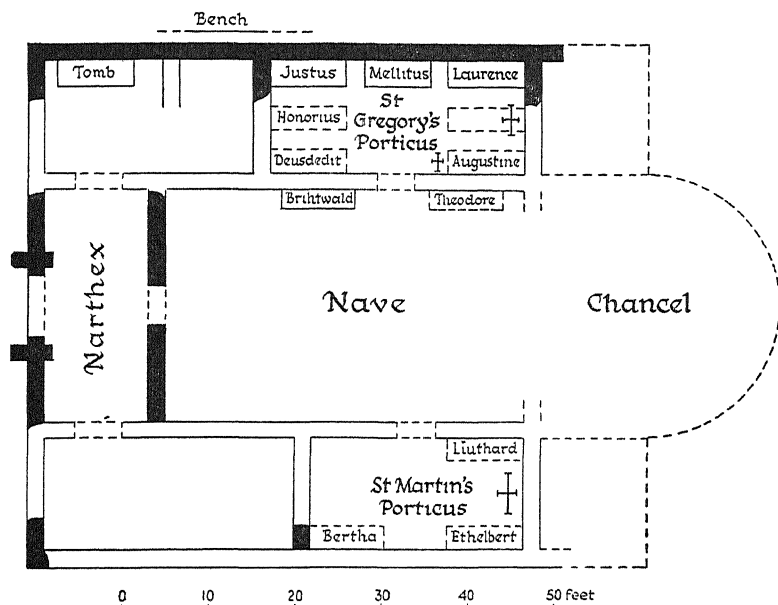 Bench
Tomb
Justus
Mellitus
Laurence
St
Gregory's
Porticus
Honorius
Deusdedit
Augustine
Brihtwald
Theodore
Narthex
Nave
Chancel
Liuthard
St Martin's
Porticus
Bertha
Ethelbert
0 10 20 30 40 50 feet